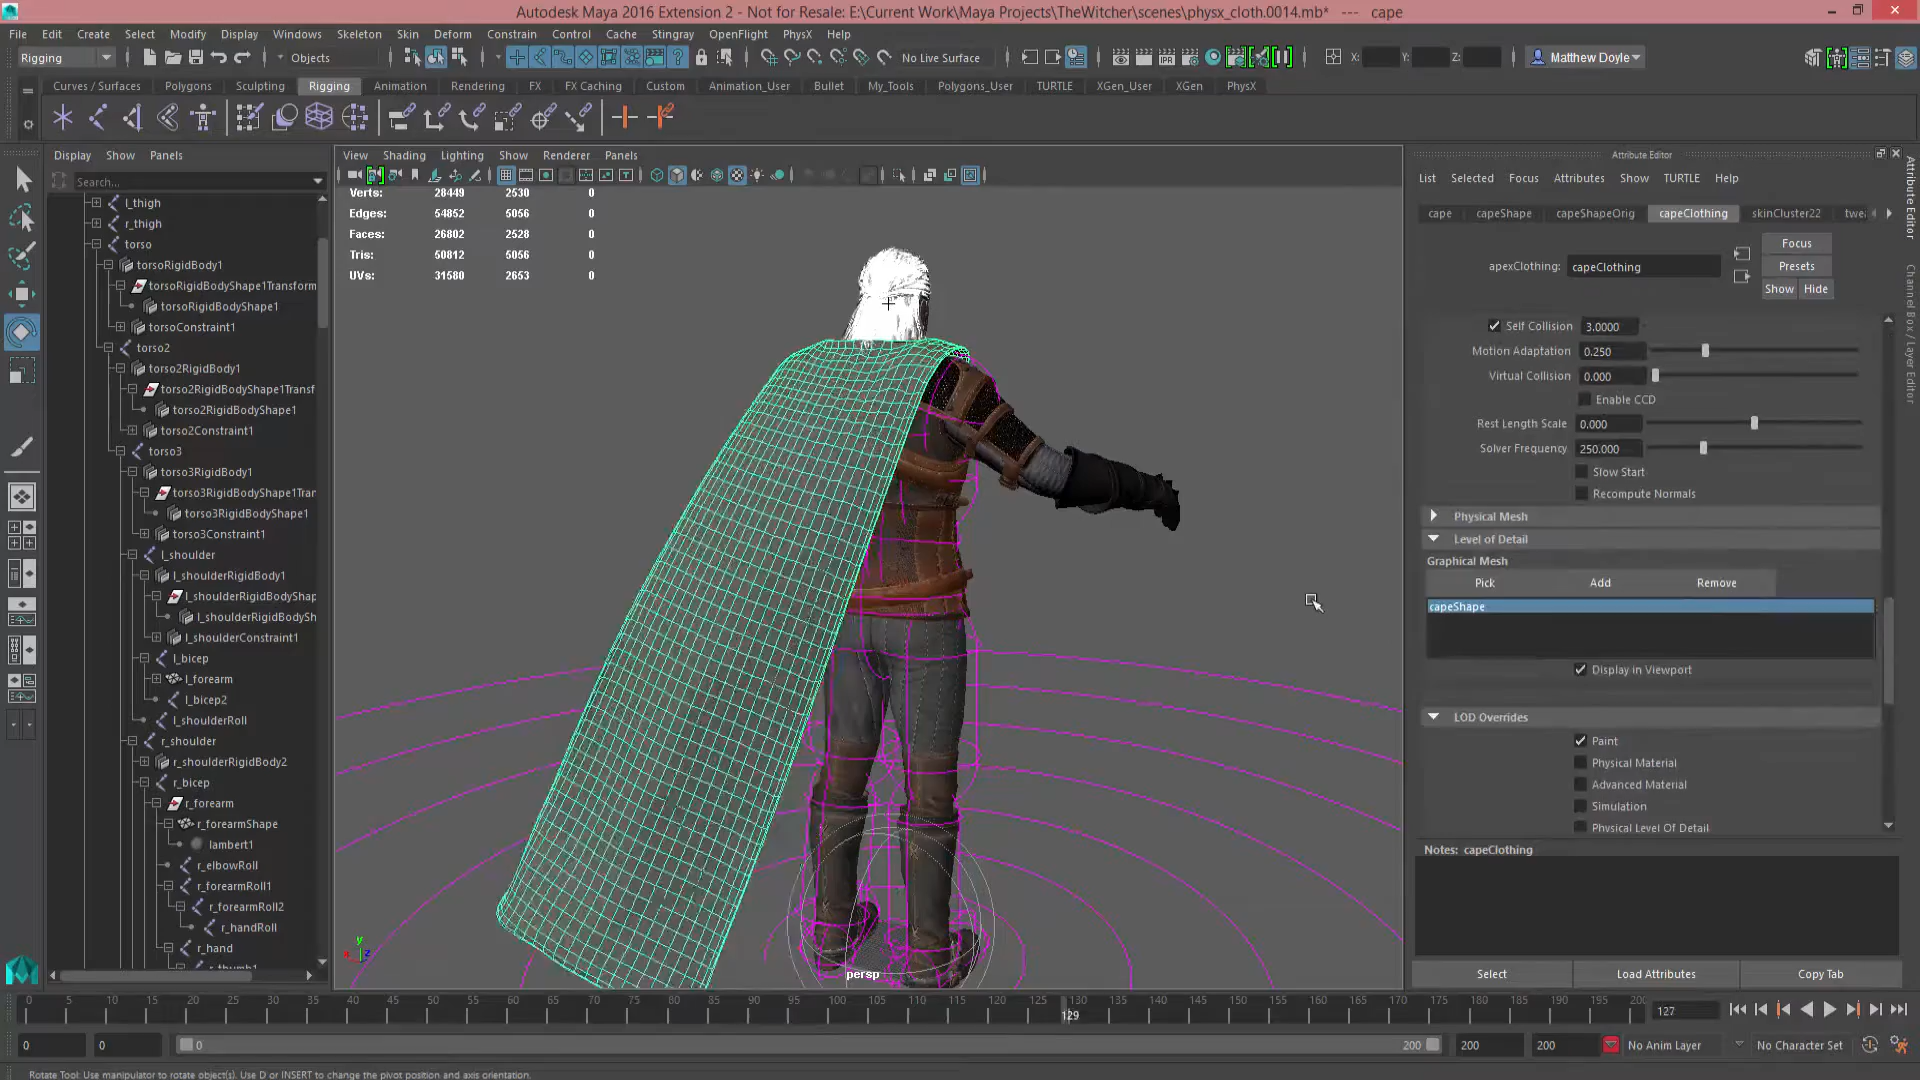 Autodesk Maya 2016 Extension 2 - Not for Resale: E:\Current Work\Maya Projects\TheWitcher\scenes\physx_cloth.0014.mb* --- cape
File Edit Create Select Modify Display Windows Skeleton Skin Deform Constrain Control Cache Stingray OpenFlight PhysX Help
Rigging Objects No Live Surface X: Y: Z: Matthew Doyle
Curves / Surfaces Polygons Sculpting Rigging Animation Rendering FX FX Caching Custom Animation_User Bullet My_Tools Polygons_User TURTLE XGen_User XGen PhysX
Display Show Panels
Search...
l_thigh
r_thigh
torso
torsoRigidBody1
torsoRigidBodyShape1Transform
torsoRigidBodyShape1
torsoConstraint1
torso2
torso2RigidBody1
torso2RigidBodyShape1Transf
torso2RigidBodyShape1
torso2Constraint1
torso3
torso3RigidBody1
torso3RigidBodyShape1Tran
torso3RigidBodyShape1
torso3Constraint1
l_shoulder
l_shoulderRigidBody1
l_shoulderRigidBodyShap
l_shoulderRigidBodySh
l_shoulderConstraint1
l_bicep
l_forearm
l_bicep2
l_shoulderRoll
r_shoulder
r_shoulderRigidBody2
r_bicep
r_forearm
r_forearmShape
lambert1
r_elbowRoll
r_forearmRoll1
r_forearmRoll2
r_handRoll
r_hand
View Shading Lighting Show Renderer Panels
Verts: 28449 2530 0
Edges: 54852 5056 0
Faces: 26802 2528 0
Tris: 50812 5056 0
UVs: 31580 2653 0
y
x z
persp
Attribute Editor
List Selected Focus Attributes Show TURTLE Help
cape capeShape capeShapeOrig capeClothing skinCluster22 twea
apexClothing: capeClothing
Focus
Presets
Show Hide
Self Collision 3.0000
Motion Adaptation 0.250
Virtual Collision 0.000
Enable CCD
Rest Length Scale 0.000
Solver Frequency 250.000
Slow Start
Recompute Normals
Physical Mesh
Level of Detail
Graphical Mesh
Pick Add Remove
capeShape
Display in Viewport
LOD Overrides
Paint
Physical Material
Advanced Material
Simulation
Physical Level Of Detail
Notes: capeClothing
Select Load Attributes Copy Tab
Attribute Editor
Channel Box / Layer Editor
0 5 10 15 20 25 30 35 40 45 50 55 60 65 70 75 80 85 90 95 100 105 110 115 120 125 130 135 140 145 150 155 160 165 170 175 180 185 190 195 200
129
127
0 0 0 200 200 200 No Anim Layer No Character Set
Rotate Tool: Use manipulator to rotate object(s). Use D or INSERT to change the pivot position and axis orientation.